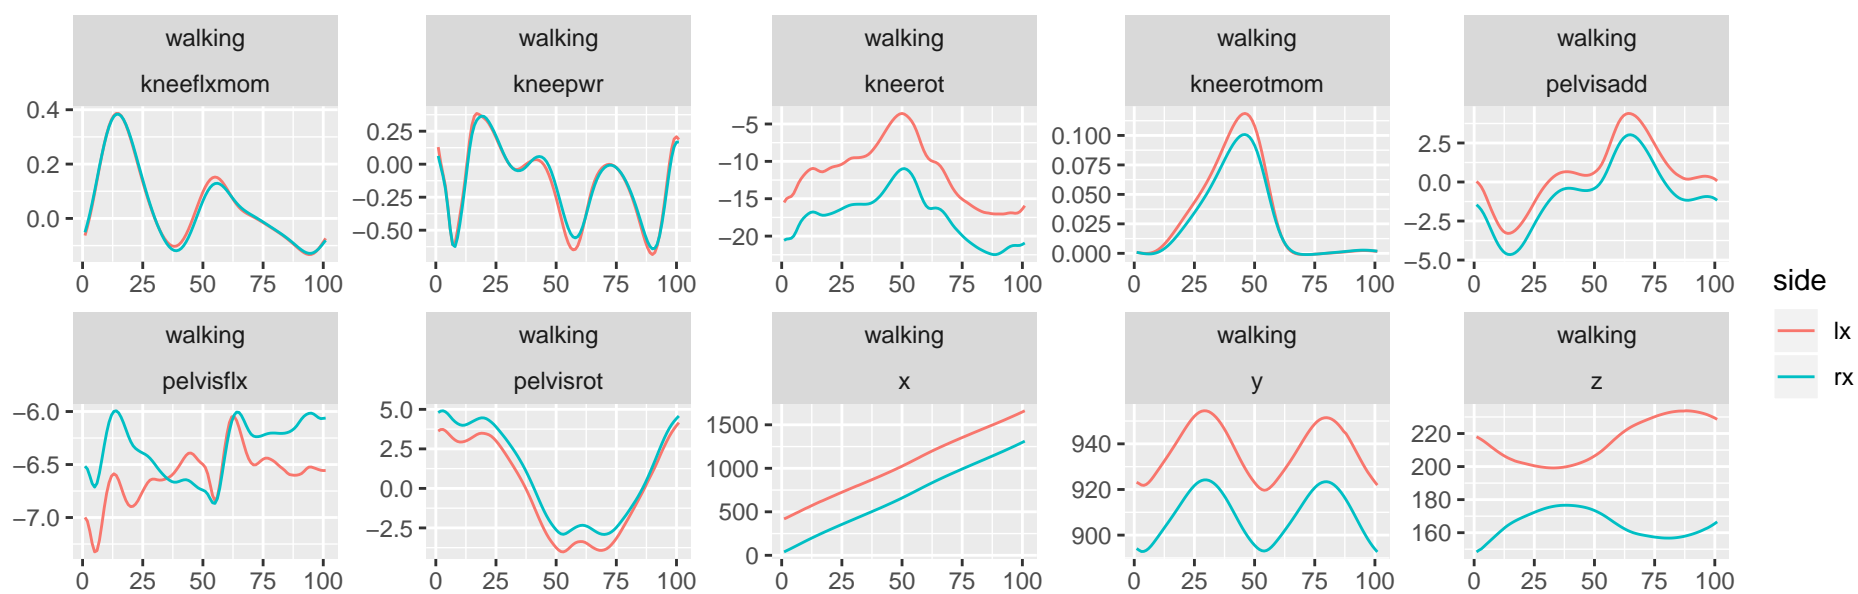 walking walking walking walking walking
kneeflxmom kneepwr kneerot kneerotmom pelvisadd
0.4
0.2
0.0
0 25 50 75 100
0.25
0.00
−0.25
−0.50
0 25 50 75 100
−5
−10
−15
−20
0 25 50 75 100
0.100
0.075
0.050
0.025
0.000
0 25 50 75 100
2.5
0.0
−2.5
−5.0
0 25 50 75 100
walking walking walking walking walking
pelvisflx pelvisrot x y z
−6.0
−6.5
−7.0
0 25 50 75 100
5.0
2.5
0.0
−2.5
0 25 50 75 100
1500
1000
500
0
0 25 50 75 100
940
920
900
0 25 50 75 100
220
200
180
160
0 25 50 75 100
side
lx
rx